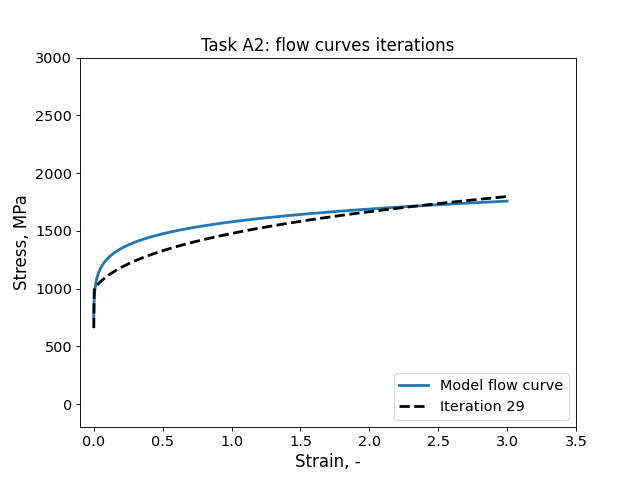 Task A2: flow curves iterations
3000
2500
2000
1500
1000
500
0
Stress, MPa
0.0 0.5 1.0 1.5 2.0 2.5 3.0 3.5
Strain, -
Model flow curve
Iteration 29